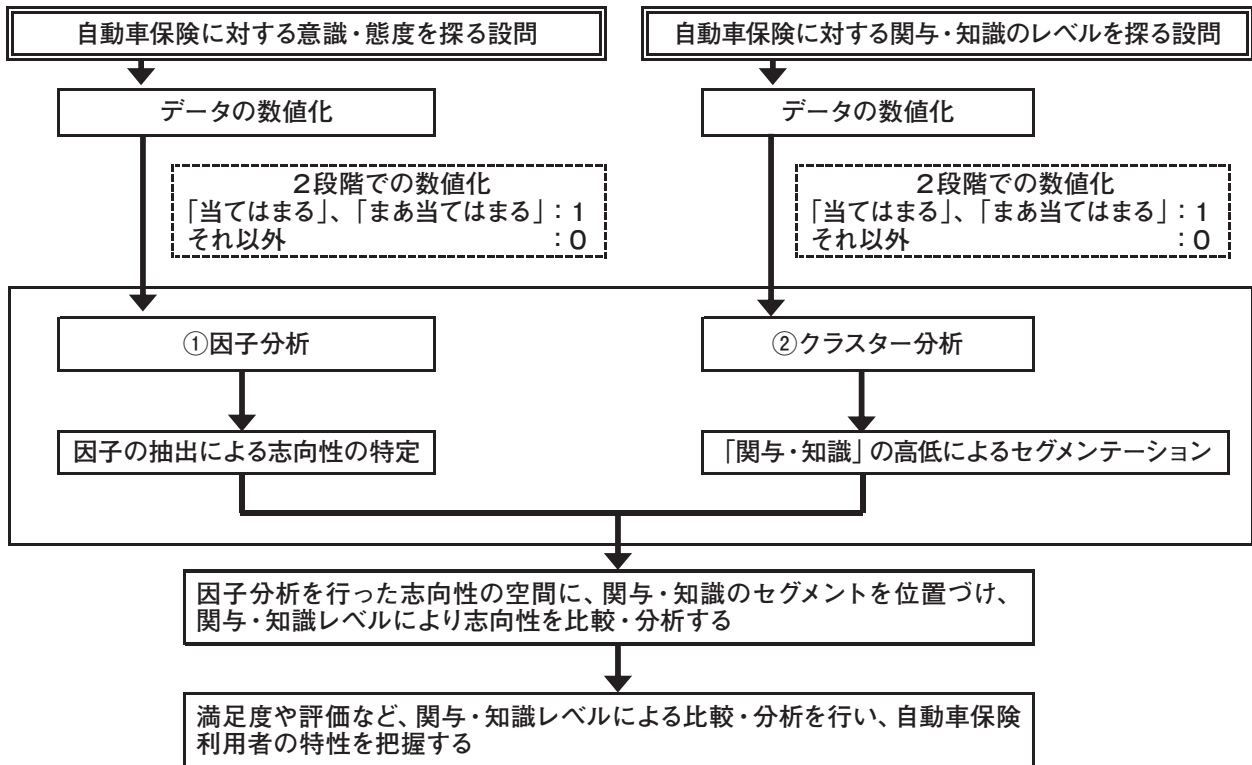 自動車保険に対する意識・態度を探る設問
自動車保険に対する関与・知識のレベルを探る設問
データの数値化
データの数値化
2段階での数値化
「当てはまる」、「まあ当てはまる」：1
それ以外　　　　　　　　　　：0
2段階での数値化
「当てはまる」、「まあ当てはまる」：1
それ以外　　　　　　　　　　：0
①因子分析
②クラスター分析
因子の抽出による志向性の特定
「関与・知識」の高低によるセグメンテーション
因子分析を行った志向性の空間に、関与・知識のセグメントを位置づけ、
関与・知識レベルにより志向性を比較・分析する
満足度や評価など、関与・知識レベルによる比較・分析を行い、自動車保険
利用者の特性を把握する